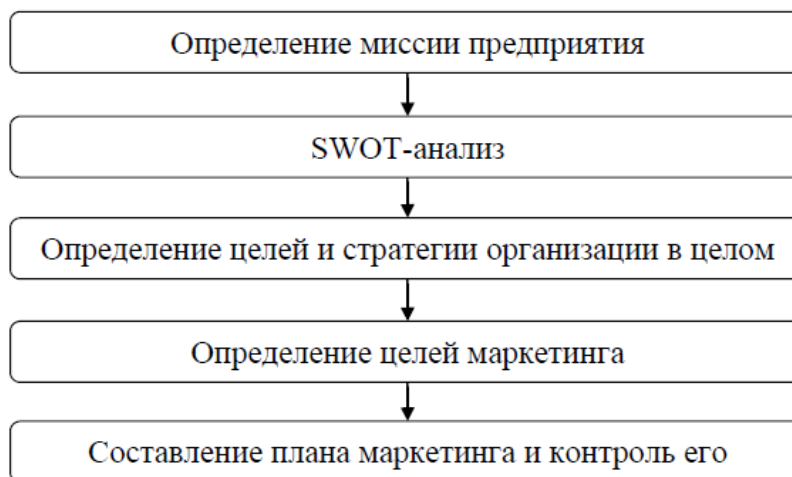 Определение миссии предприятия
SWOT-анализ
Определение целей и стратегии организации в целом
Определение целей маркетинга
Составление плана маркетинга и контроль его